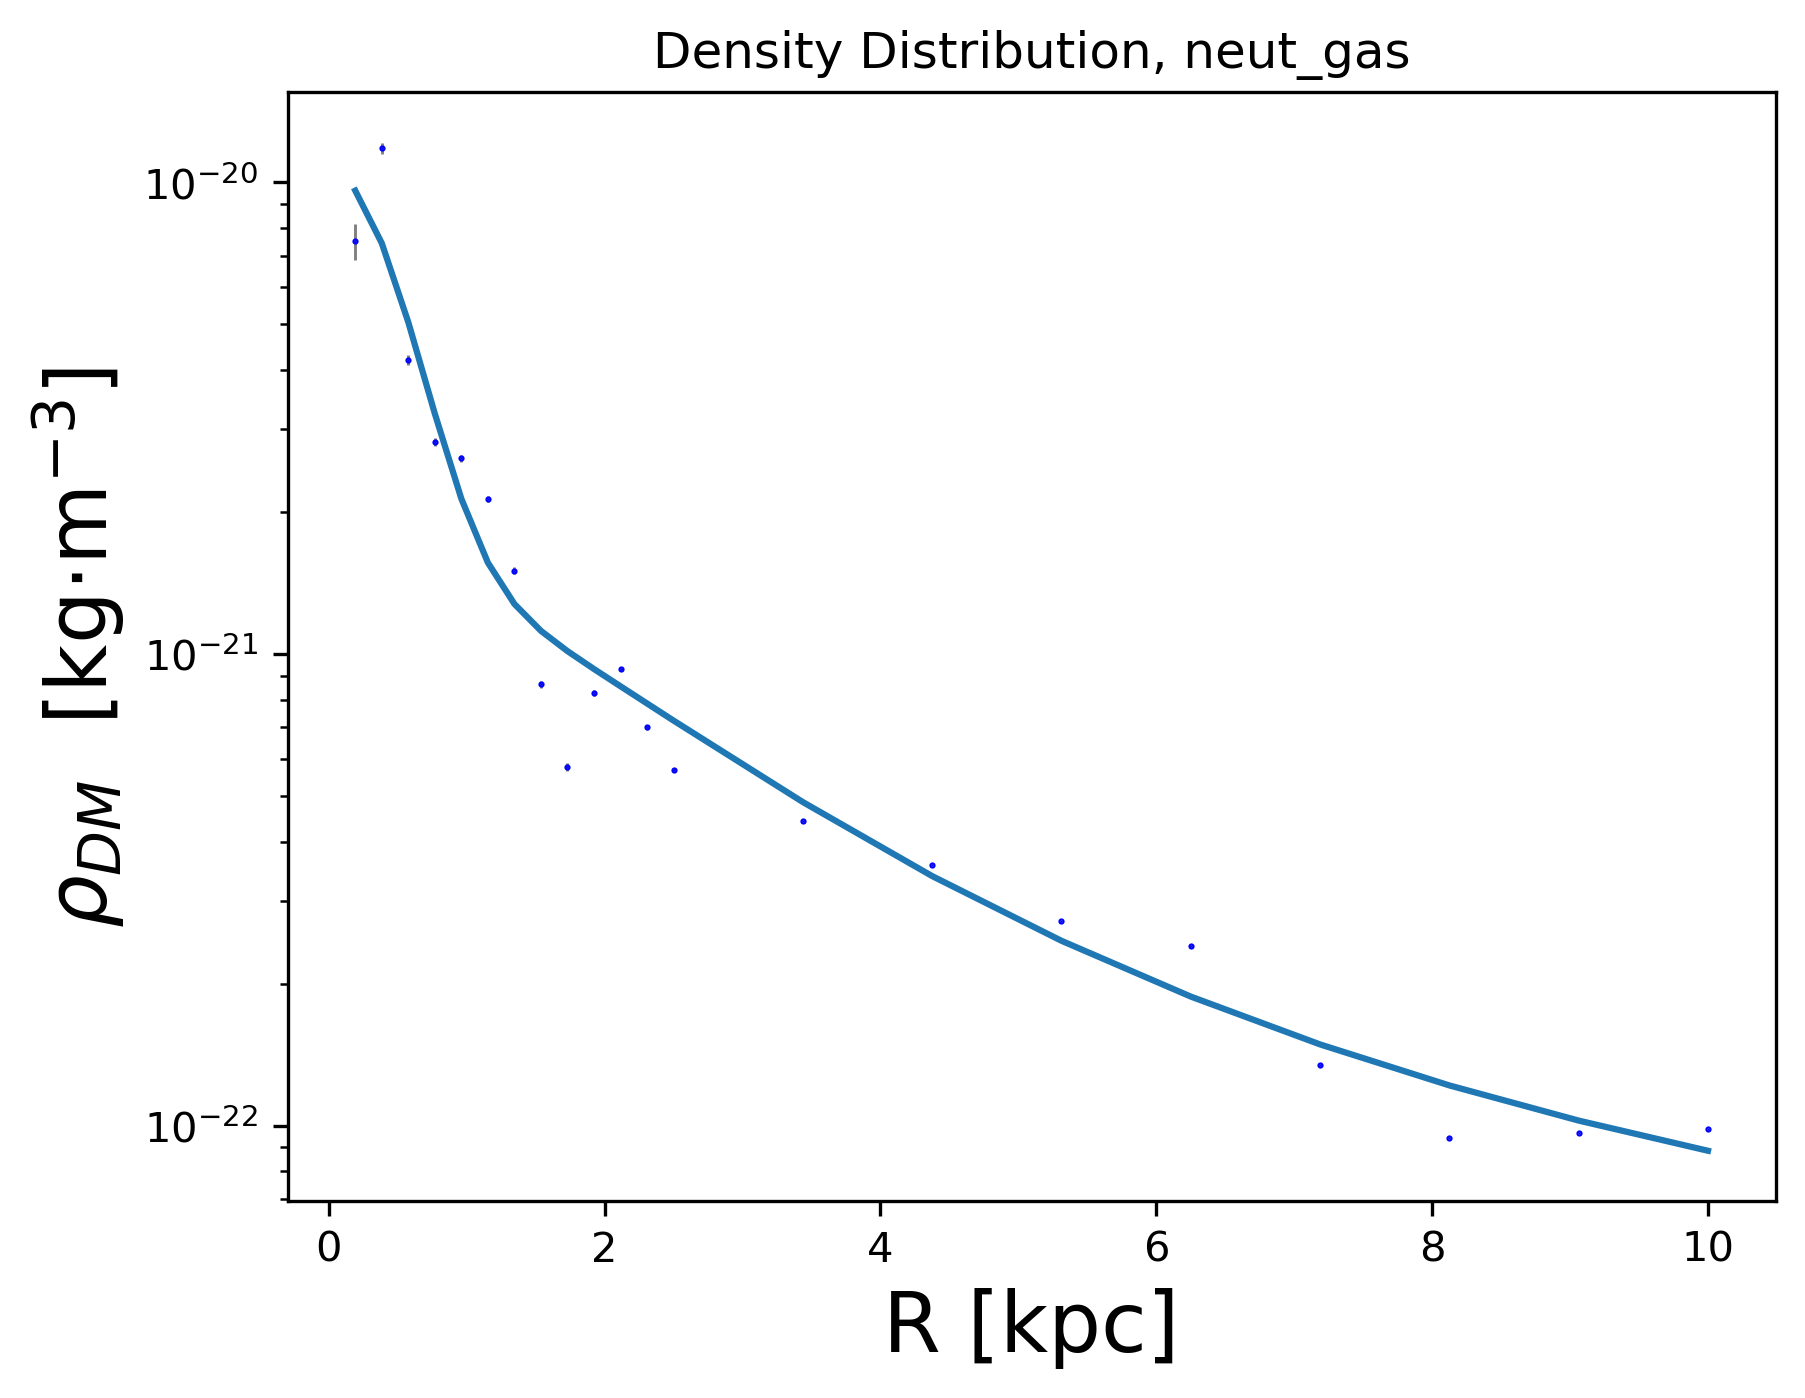 Density Distribution, neut_gas
10⁻²⁰
10⁻²¹
10⁻²²
ρ_DM [kg·m⁻³]
0 2 4 6 8 10
R [kpc]